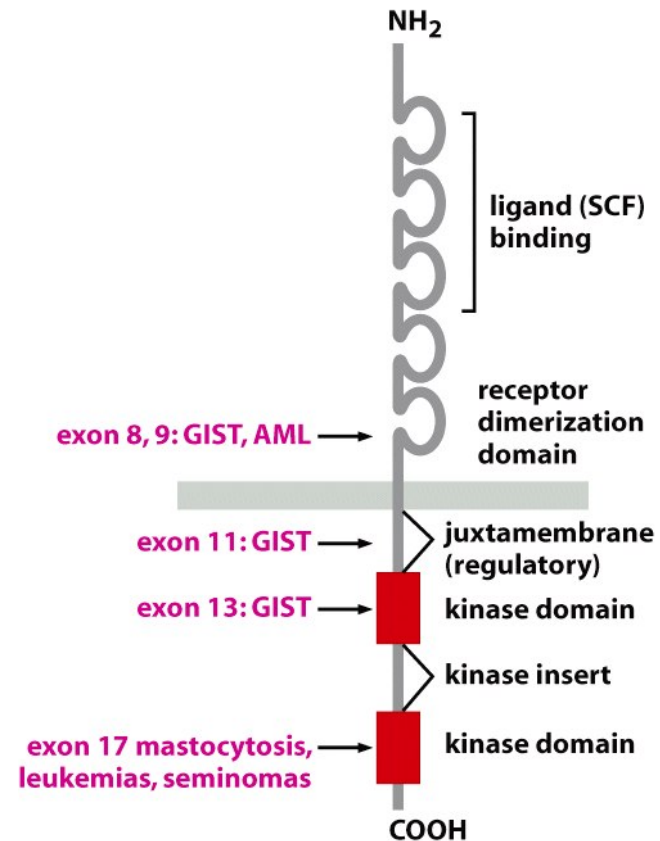 NH2
ligand (SCF)
binding
receptor
dimerization
domain
exon 8, 9: GIST, AML
exon 11: GIST
juxtamembrane
(regulatory)
exon 13: GIST
kinase domain
kinase insert
exon 17 mastocytosis,
leukemias, seminomas
kinase domain
COOH